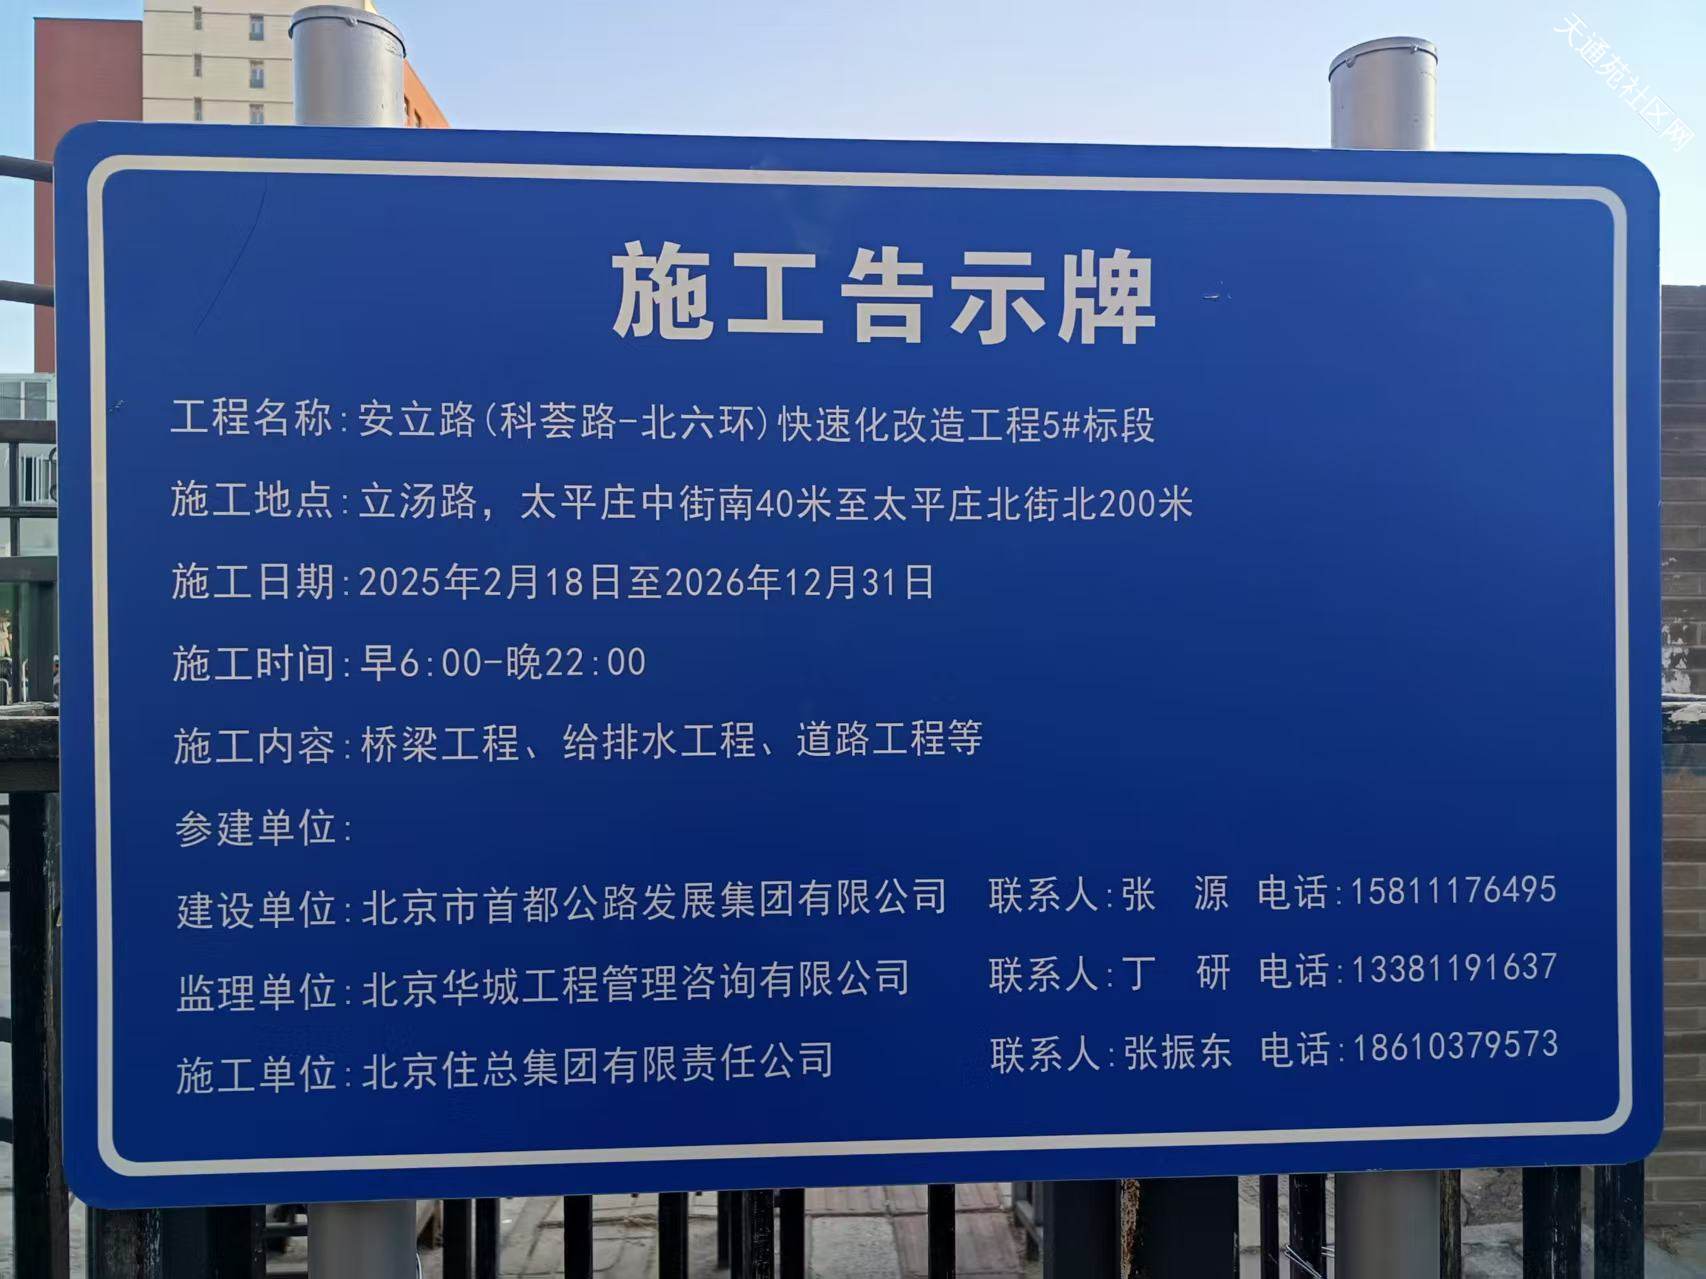 天通苑社区网
施工告示牌
工程名称:安立路(科荟路-北六环)快速化改造工程5#标段
施工地点:立汤路，太平庄中街南40米至太平庄北街北200米
施工日期:2025年2月18日至2026年12月31日
施工时间:早6:00-晚22:00
施工内容:桥梁工程、给排水工程、道路工程等
参建单位:
建设单位:北京市首都公路发展集团有限公司 联系人:张 源 电话:15811176495
监理单位:北京华城工程管理咨询有限公司 联系人:丁 研 电话:13381191637
施工单位:北京住总集团有限责任公司 联系人:张振东 电话:18610379573